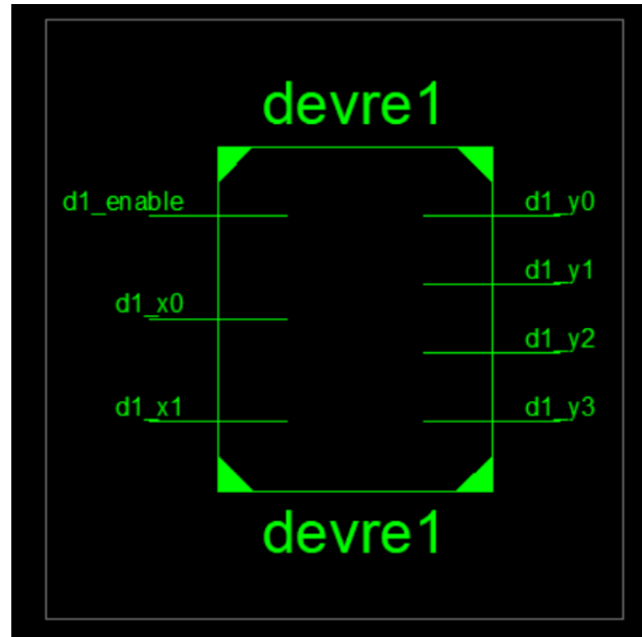 devre1
d1_enable
d1_x0
d1_x1
d1_y0
d1_y1
d1_y2
d1_y3
devre1